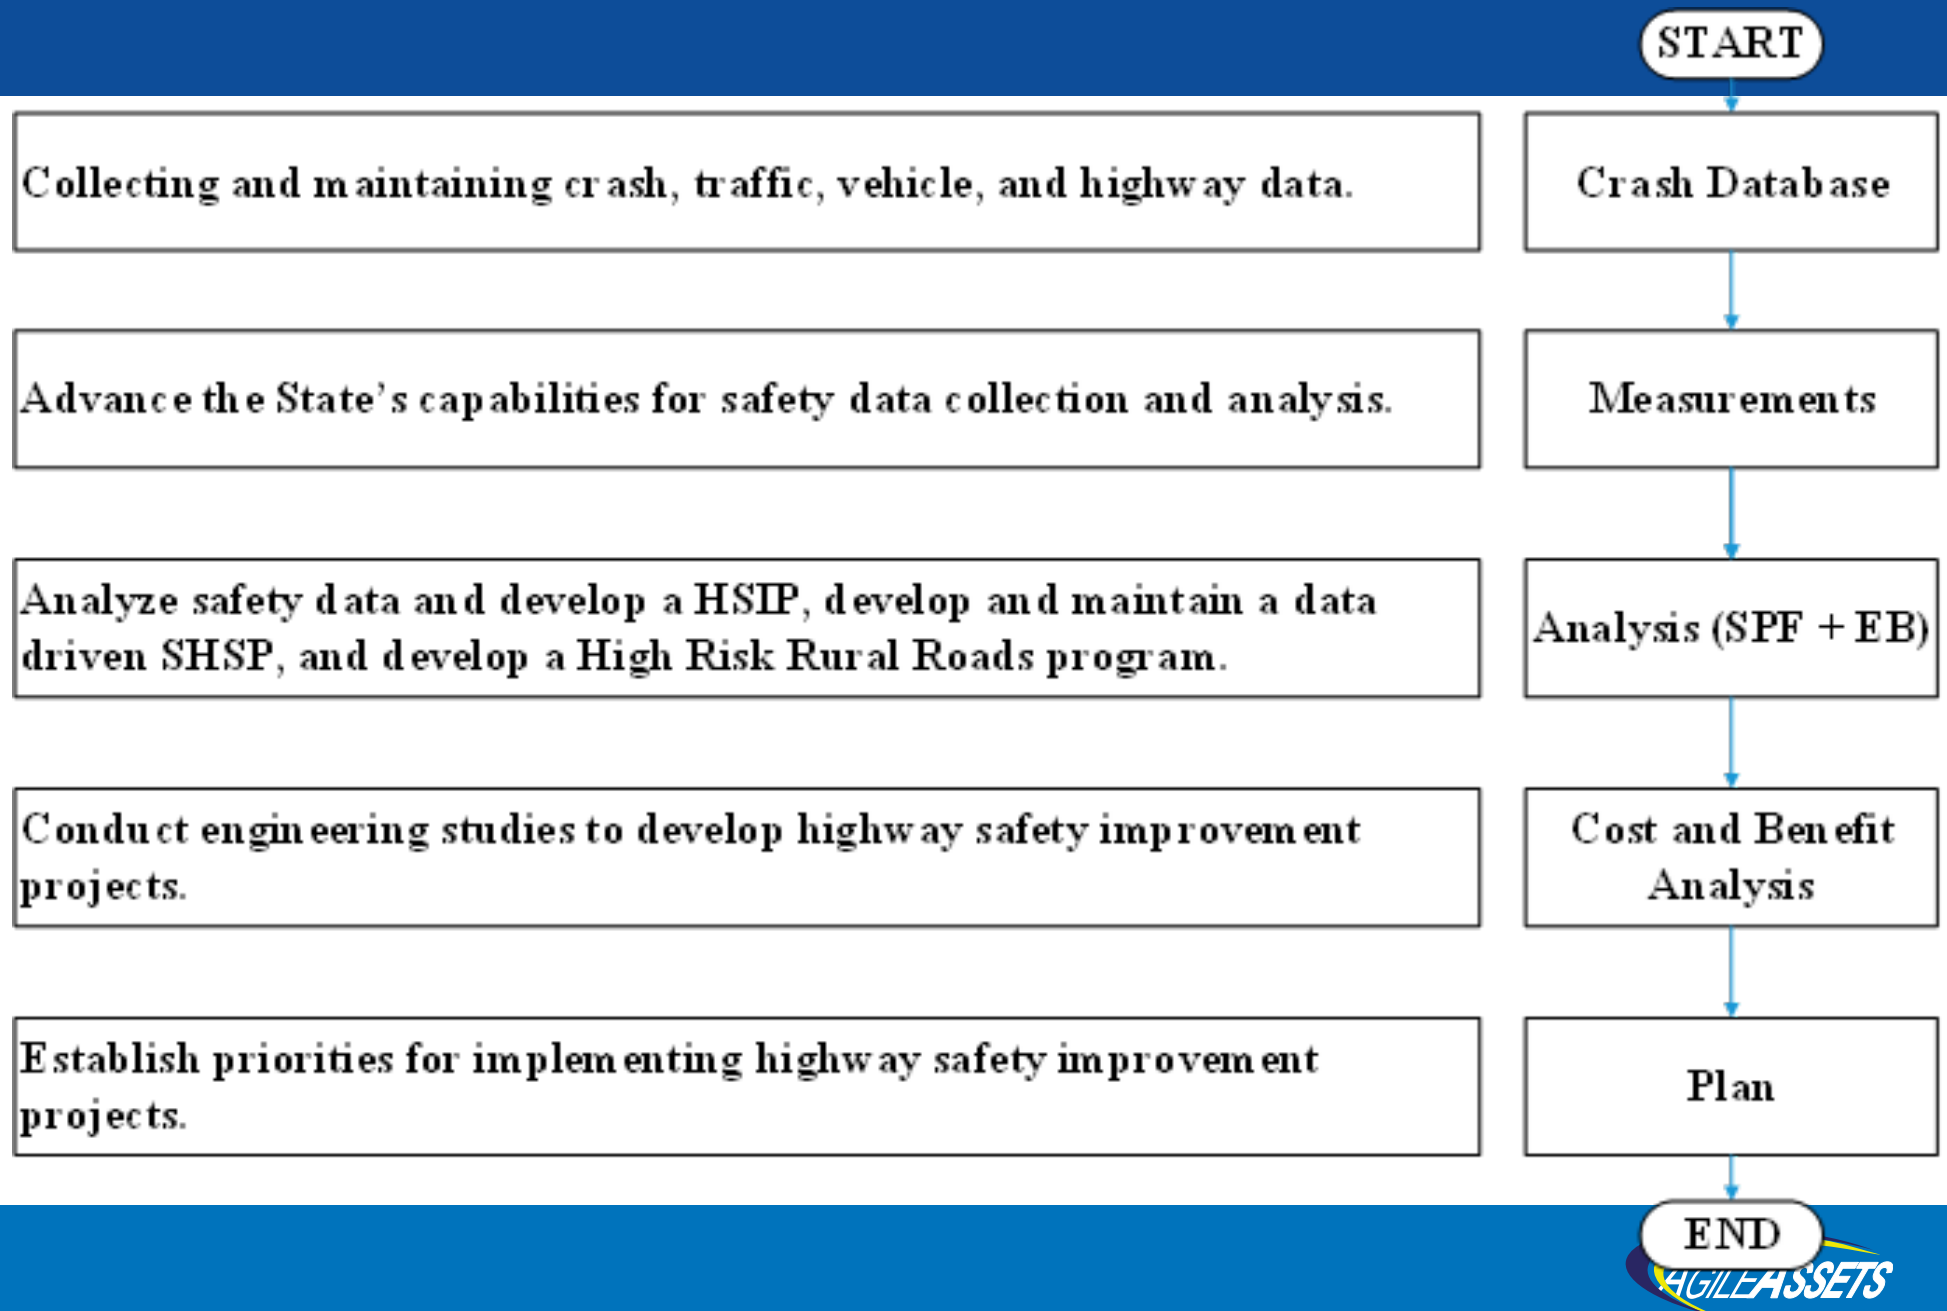 START
Collecting and maintaining crash, traffic, vehicle, and highway data.
Crash Database
Advance the State's capabilities for safety data collection and analysis.
Measurements
Analyze safety data and develop a HSIP, develop and maintain a data
driven SHSP, and develop a High Risk Rural Roads program.
Analysis (SPF + EB)
Conduct engineering studies to develop highway safety improvement
projects.
Cost and Benefit
Analysis
Establish priorities for implementing highway safety improvement
projects.
Plan
END
AGILEASSETS